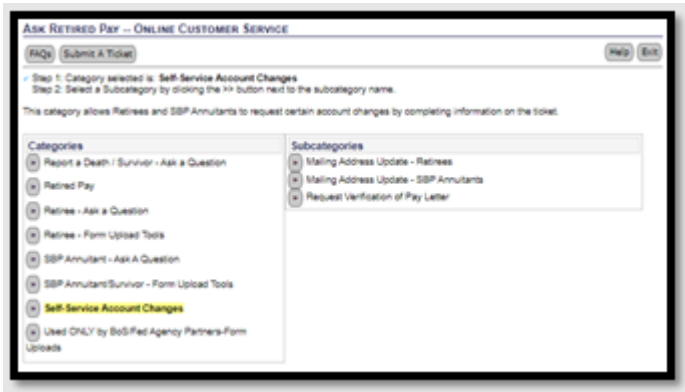 ASK RETIRED PAY -- ONLINE CUSTOMER SERVICE
FAQs Submit A Ticket Help Exit
Step 1: Category selected is: Self-Service Account Changes
Step 2: Select a Subcategory by clicking the >> button next to the subcategory name.
This category allows Retirees and SBP Annuitants to request certain account changes by completing information on the ticket.
Categories
» Report a Death / Survivor - Ask a Question
» Retired Pay
» Retiree - Ask a Question
» Retiree - Form Upload Tools
» SBP Annuitant - Ask A Question
» SBP Annuitant/Survivor - Form Upload Tools
» Self-Service Account Changes
» Used ONLY by BoS/Fed Agency Partners-Form
Uploads
Subcategories
» Mailing Address Update - Retirees
» Mailing Address Update - SBP Annuitants
» Request Verification of Pay Letter